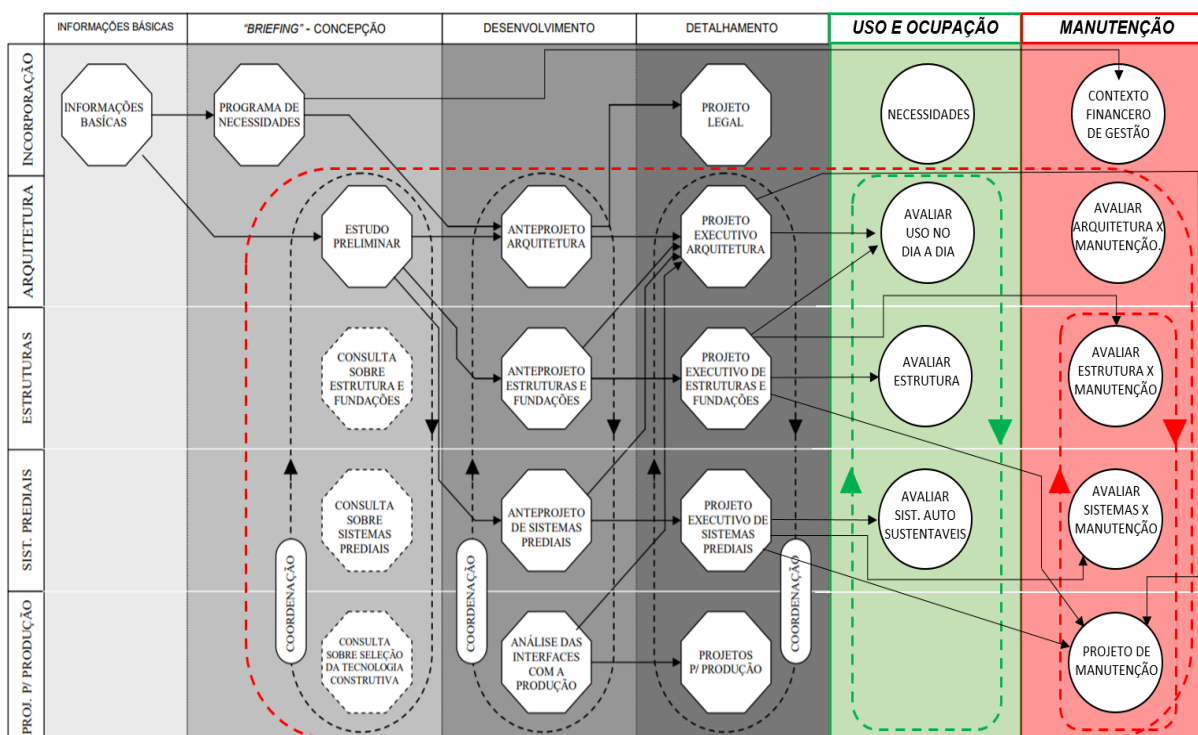 INFORMAÇÕES BÁSICAS
"BRIEFING" - CONCEPÇÃO
DESENVOLVIMENTO
DETALHAMENTO
USO E OCUPAÇÃO
MANUTENÇÃO
INCORPORAÇÃO
INFORMAÇÕES
BASÍCAS
PROGRAMA DE
NECESSIDADES
PROJETO
LEGAL
NECESSIDADES
CONTEXTO
FINANCERO
DE GESTÃO
ARQUITETURA
ESTUDO
PRELIMINAR
ANTEPROJETO
ARQUITETURA
PROJETO
EXECUTIVO
ARQUITETURA
AVALIAR
USO NO
DIA A DIA
AVALIAR
ARQUITETURA X
MANUTENÇÃO.
ESTRUTURAS
CONSULTA
SOBRE
ESTRUTURA E
FUNDAÇÕES
ANTEPROJETO
ESTRUTURAS E
FUNDAÇÕES
PROJETO
EXECUTIVO DE
ESTRUTURAS E
FUNDAÇÕES
AVALIAR
ESTRUTURA
AVALIAR
ESTRUTURA X
MANUTENÇÃO
SIST. PREDIAIS
CONSULTA
SOBRE
SISTEMAS
PREDIAIS
ANTEPROJETO
DE SISTEMAS
PREDIAIS
PROJETO
EXECUTIVO DE
SISTEMAS
PREDIAIS
AVALIAR
SIST. AUTO
SUSTENTAVEIS
AVALIAR
SISTEMAS X
MANUTENÇÃO
COORDENAÇÃO
COORDENAÇÃO
COORDENAÇÃO
PROJ. P/ PRODUÇÃO
CONSULTA
SOBRE SELEÇÃO
DA TECNOLOGIA
CONSTRUTIVA
ANÁLISE DAS
INTERFACES
COM A
PRODUÇÃO
PROJETOS
P/ PRODUÇÃO
PROJETO DE
MANUTENÇÃO